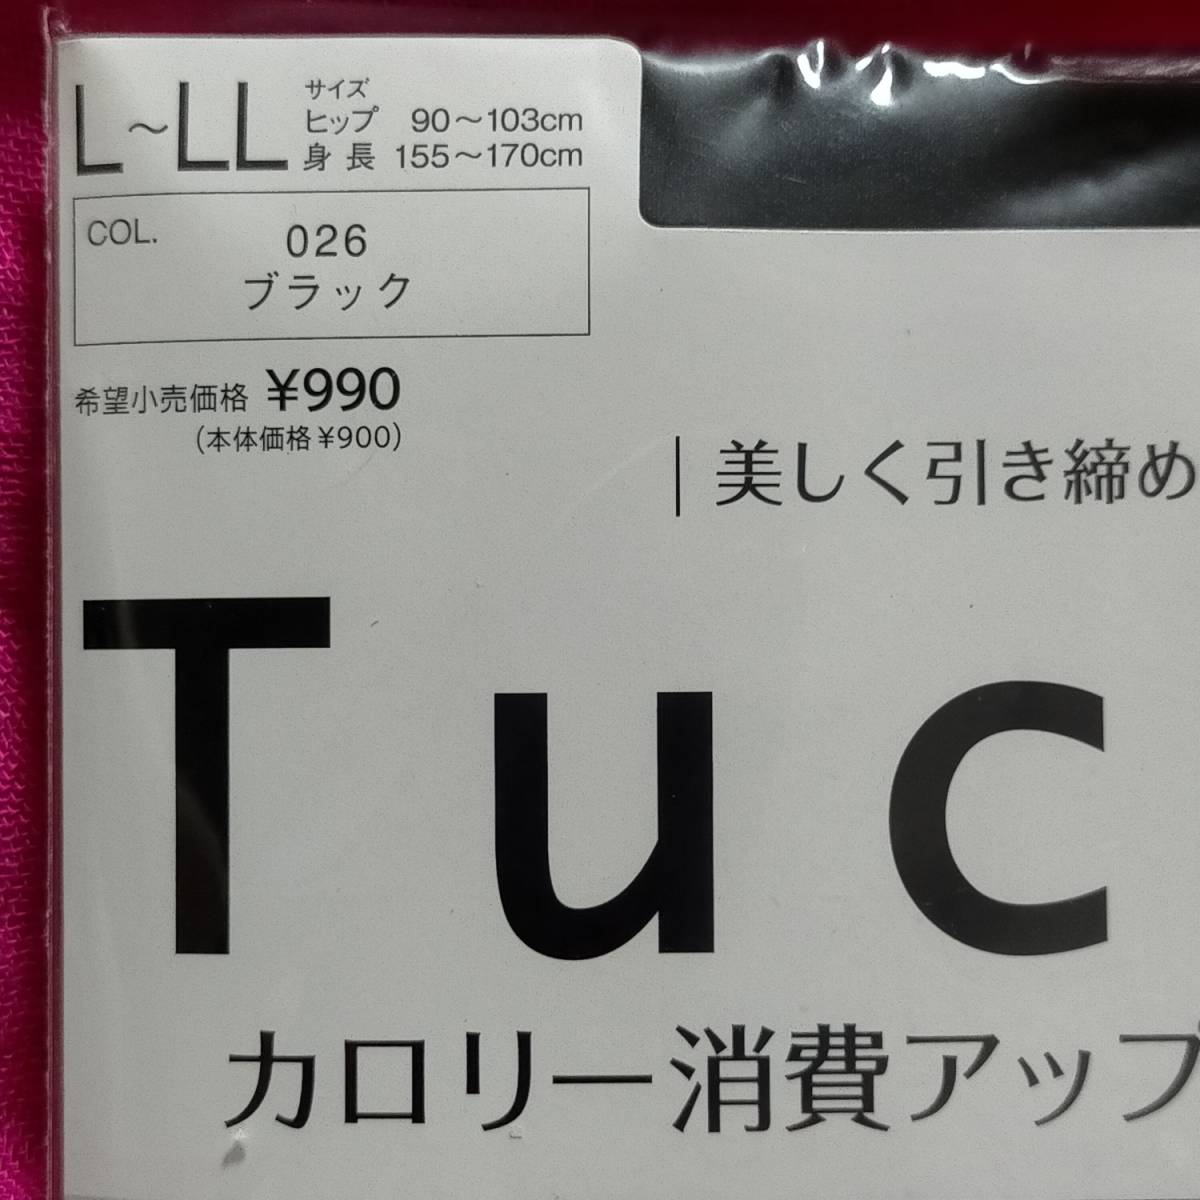 L～LL
サイズ
ヒップ 90～103cm
身長 155～170cm
COL. 026
ブラック
希望小売価格 ¥990
(本体価格¥900)
|美しく引き締め
Tuc
カロリー消費アップ